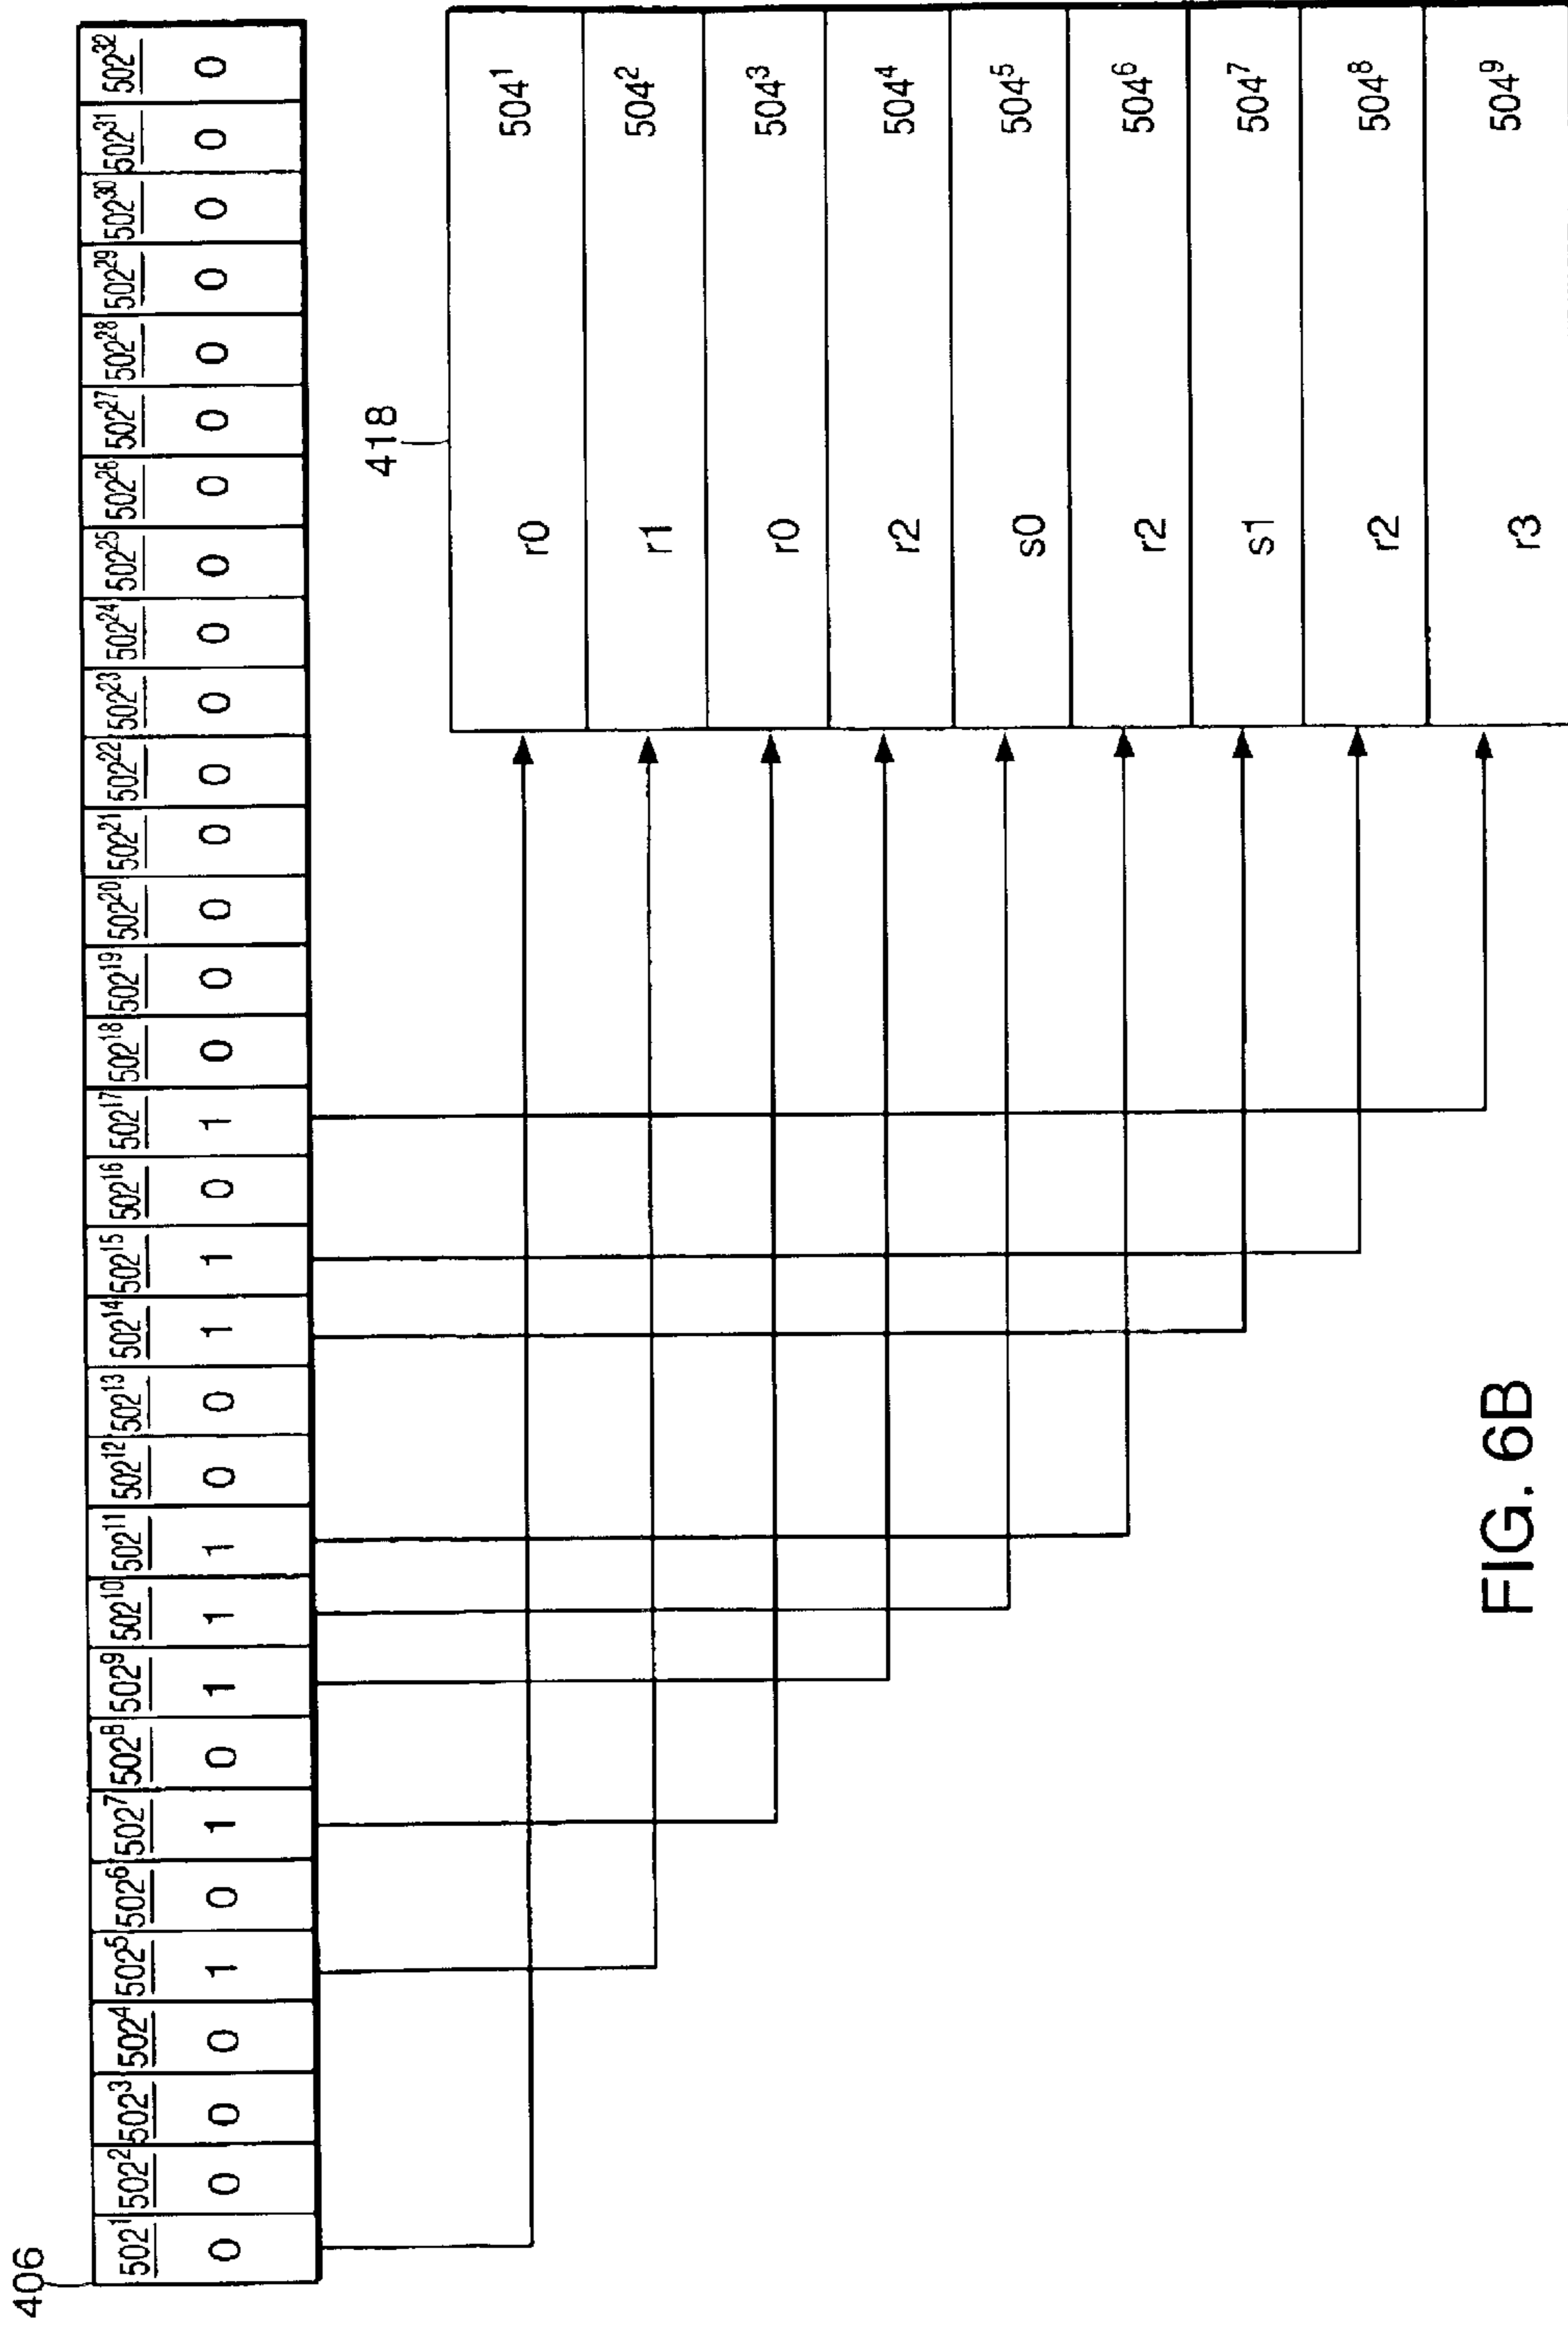 406
502¹ 502² 502³ 502⁴ 502⁵ 502⁶ 502⁷ 502⁸ 502⁹ 502¹⁰ 502¹¹ 502¹² 502¹³ 502¹⁴ 502¹⁵ 502¹⁶ 502¹⁷ 502¹⁸ 502¹⁹ 502²⁰ 502²¹ 502²² 502²³ 502²⁴ 502²⁵ 502²⁶ 502²⁷ 502²⁸ 502²⁹ 502³⁰ 502³¹ 502³²
0 0 0 0 1 0 1 0 1 1 1 0 0 1 1 0 1 0 0 0 0 0 0 0 0 0 0 0 0 0 0 0
418
r0 504¹
r1 504²
r0 504³
r2 504⁴
s0 504⁵
r2 504⁶
s1 504⁷
r2 504⁸
r3 504⁹
FIG. 6B